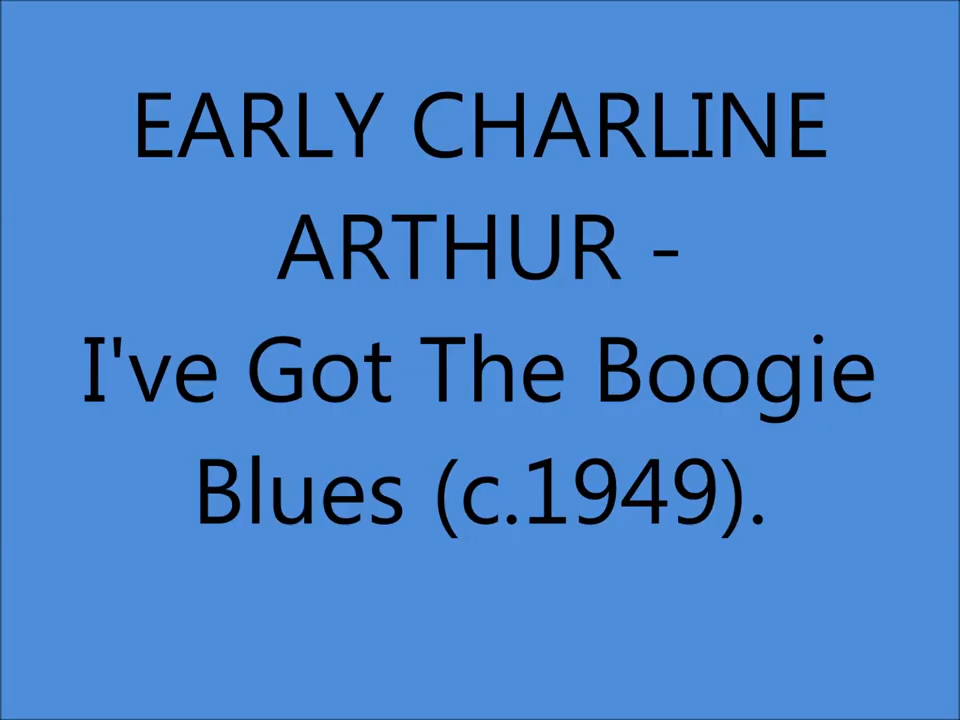 EARLY CHARLINE
ARTHUR -
I've Got The Boogie
Blues (c.1949).